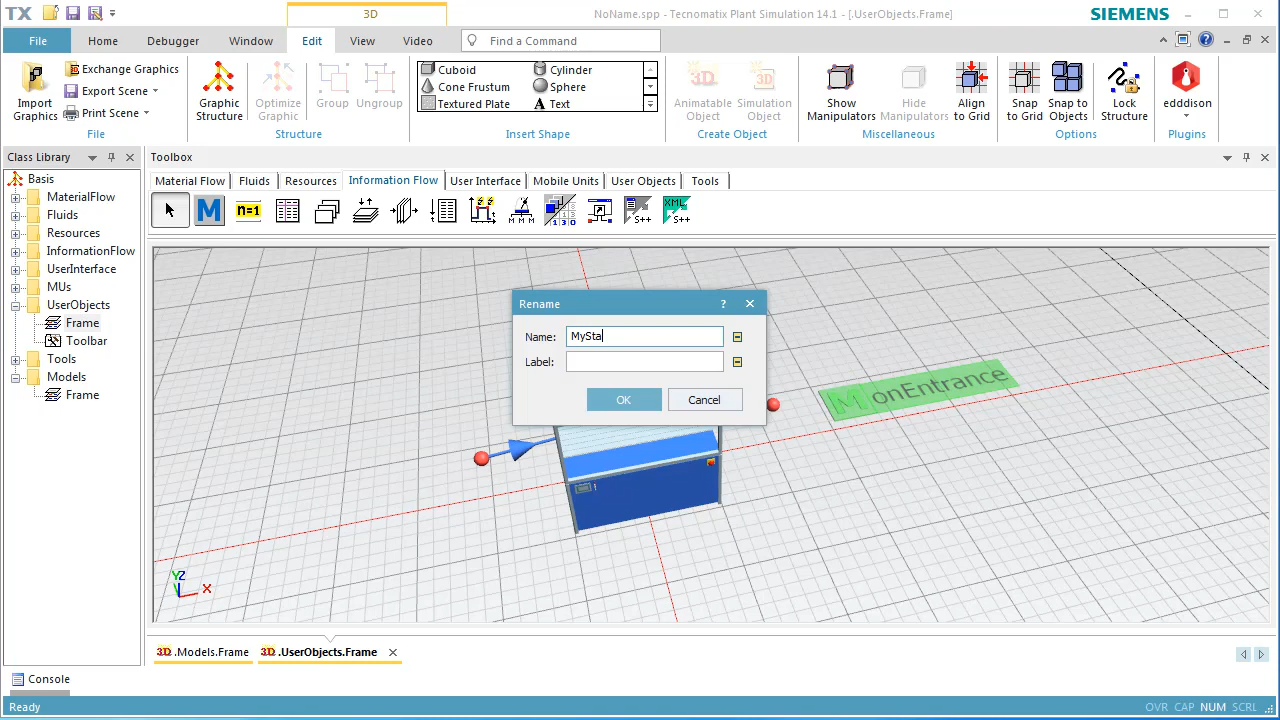 TX
3D
NoName.spp - Tecnomatix Plant Simulation 14.1 - [.UserObjects.Frame]
SIEMENS
File Home Debugger Window Edit View Video Find a Command
Import Graphics
Exchange Graphics
Export Scene
Print Scene
File
Graphic Structure
Optimize Graphic
Group
Ungroup
Structure
Cuboid Cylinder
Cone Frustum Sphere
Textured Plate A Text
Insert Shape
Animatable Object
Simulation Object
Create Object
Show Manipulators
Hide Manipulators
Align to Grid
Miscellaneous
Snap to Grid
Snap to Objects
Lock Structure
Options
edddison
Plugins
Class Library
Basis
MaterialFlow
Fluids
Resources
InformationFlow
UserInterface
MUs
UserObjects
Frame
Toolbar
Tools
Models
Frame
Toolbox
Material Flow Fluids Resources Information Flow User Interface Mobile Units User Objects Tools
M n=1 S++ XML S++
Rename ?
Name: MySta
Label:
OK Cancel
M onEntrance
1
Z
Y
X
3D .Models.Frame 3D .UserObjects.Frame
Console
Ready
OVR CAP NUM SCRL